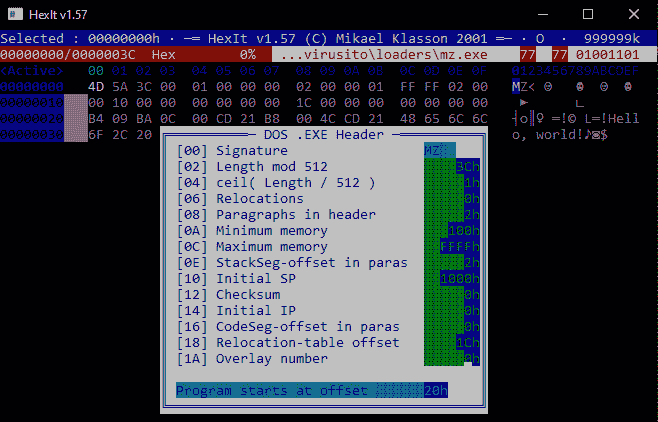 HexIt v1.57
Selected : 00000000h · -═ HexIt v1.57 (C) Mikael Klasson 2001 ═- · O · 999999k
00000000/0000003C Hex 0% ...virusito\loaders\mz.exe 77 77 01001101
<Active> 00 01 02 03 04 05 06 07 08 09 0A 0B 0C 0D 0E 0F 0123456789ABCDEF
00000000 4D 5A 3C 00 01 00 00 00 02 00 00 01 FF FF 02 00 MZ< ☺ ☻ ☺ ☻
00000010 00 10 00 00 00 00 00 00 1C 00 00 00 00 00 00 00 ► ∟
00000020 B4 09 BA 0C 00 CD 21 B8 00 4C CD 21 48 65 6C 6C ┤o║♀ ═!╕ L═!Hell
00000030 6F 2C 20 o, world!♪◙$
DOS .EXE Header
[00] Signature MZ
[02] Length mod 512 3Ch
[04] ceil( Length / 512 ) 1h
[06] Relocations 0h
[08] Paragraphs in header 2h
[0A] Minimum memory 100h
[0C] Maximum memory FFFFh
[0E] StackSeg-offset in paras 2h
[10] Initial SP 1000h
[12] Checksum 0h
[14] Initial IP 0h
[16] CodeSeg-offset in paras 0h
[18] Relocation-table offset 1Ch
[1A] Overlay number 0h
Program starts at offset 20h